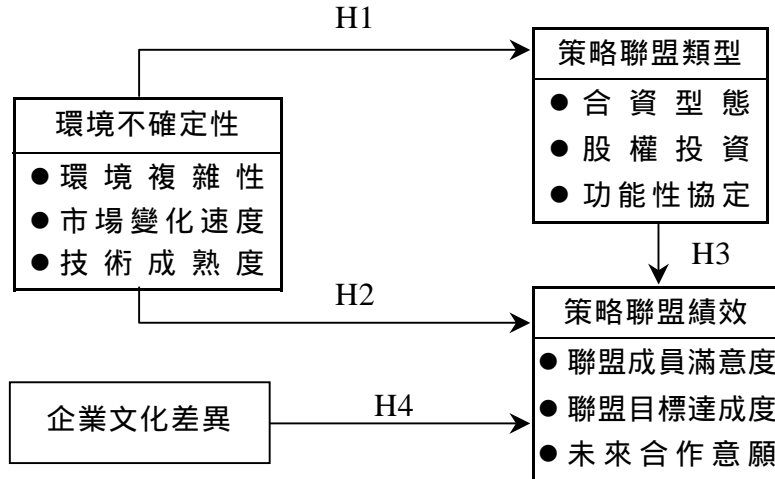 H1
策略聯盟類型
● 合資型態
● 股權投資
● 功能性協定
環境不確定性
● 環境複雜性
● 市場變化速度
● 技術成熟度
H3
H2
策略聯盟績效
● 聯盟成員滿意度
● 聯盟目標達成度
● 未來合作意願
企業文化差異
H4